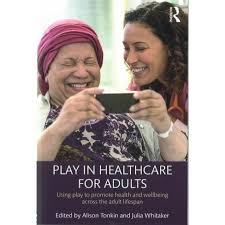 R
PLAY IN HEALTHCARE
FOR ADULTS
Using play to promote health and wellbeing
across the adult lifespan
Edited by Alison Tonkin and Julia Whitaker